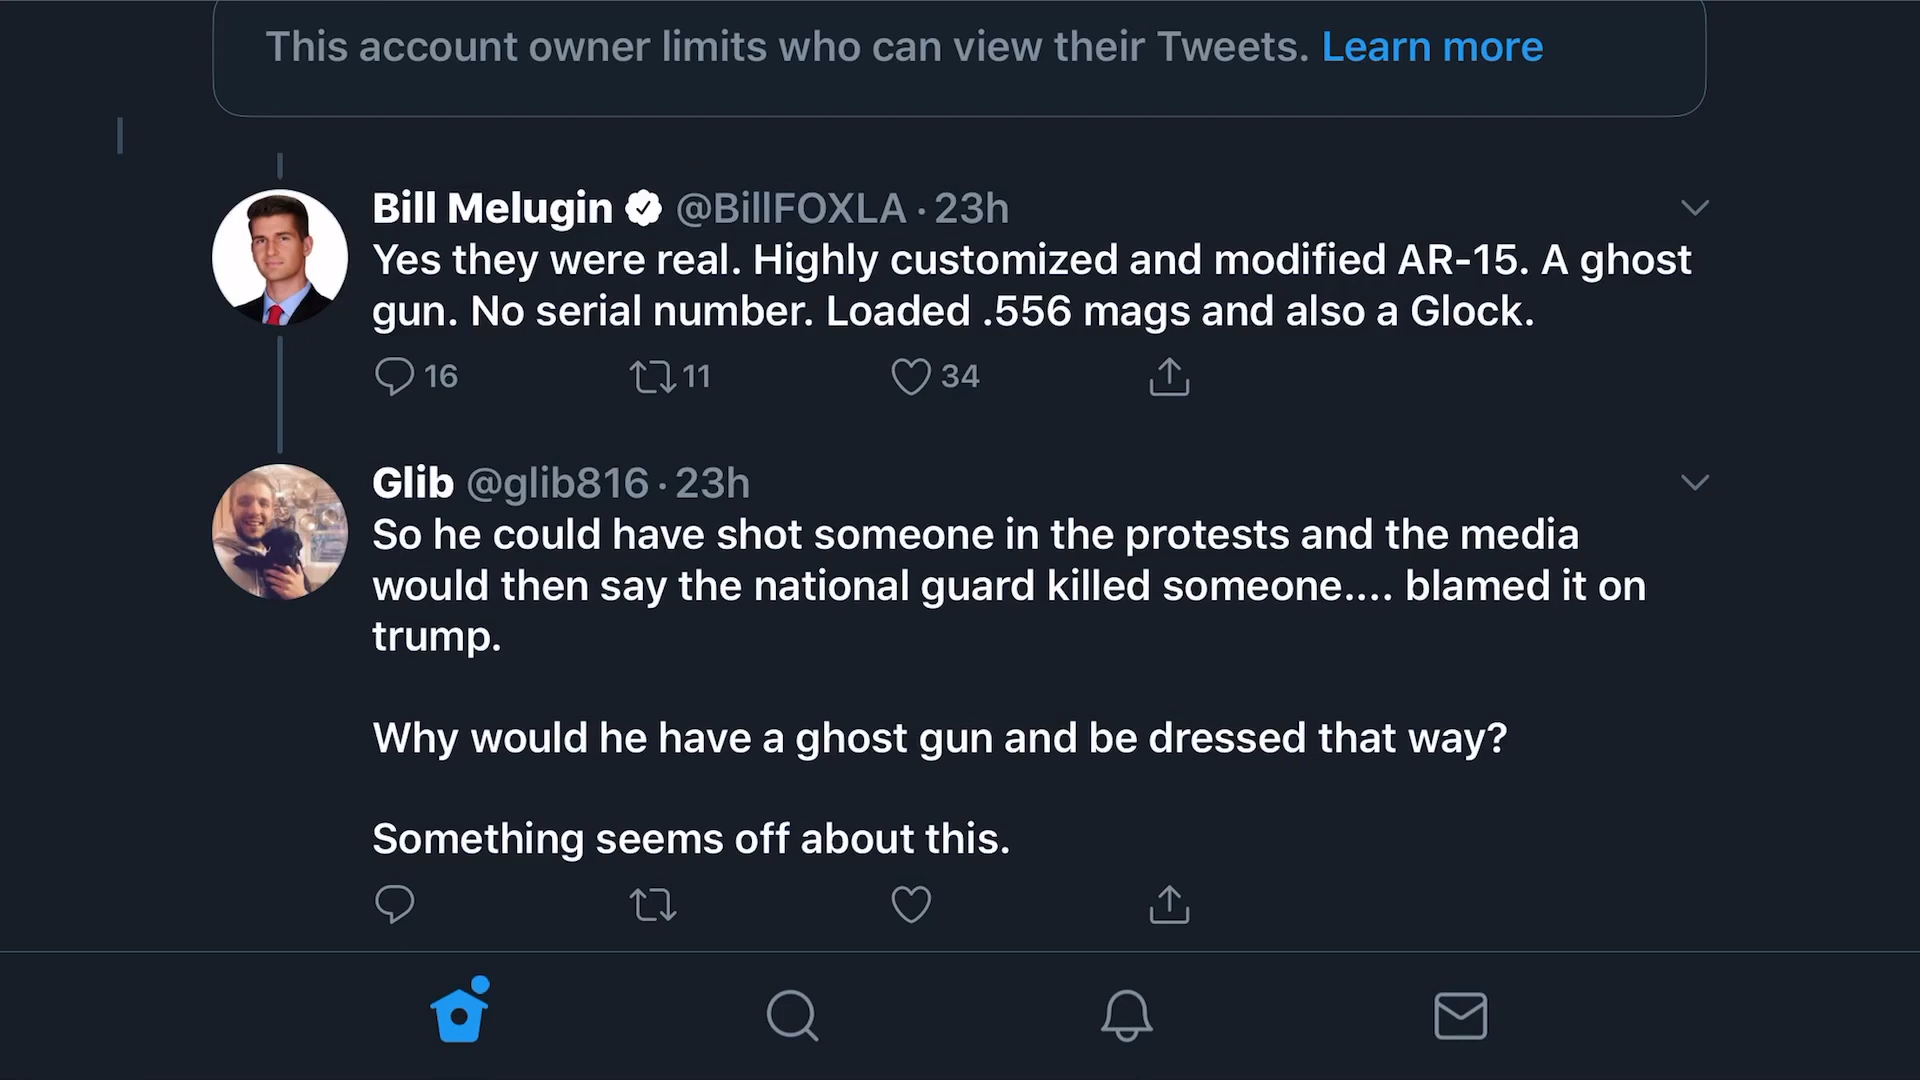 This account owner limits who can view their Tweets. Learn more
Bill Melugin @BillFOXLA · 23h
Yes they were real. Highly customized and modified AR-15. A ghost
gun. No serial number. Loaded .556 mags and also a Glock.
16 11 34
Glib @glib816 · 23h
So he could have shot someone in the protests and the media
would then say the national guard killed someone.... blamed it on
trump.
Why would he have a ghost gun and be dressed that way?
Something seems off about this.